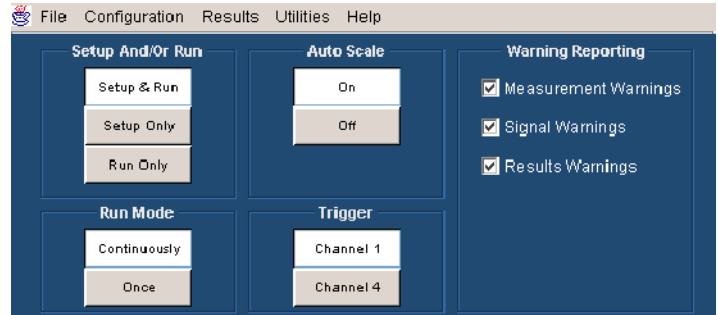 File Configuration Results Utilities Help
Setup And/Or Run
Setup & Run
Setup Only
Run Only
Auto Scale
On
Off
Warning Reporting
Measurement Warnings
Signal Warnings
Results Warnings
Run Mode
Continuously
Once
Trigger
Channel 1
Channel 4